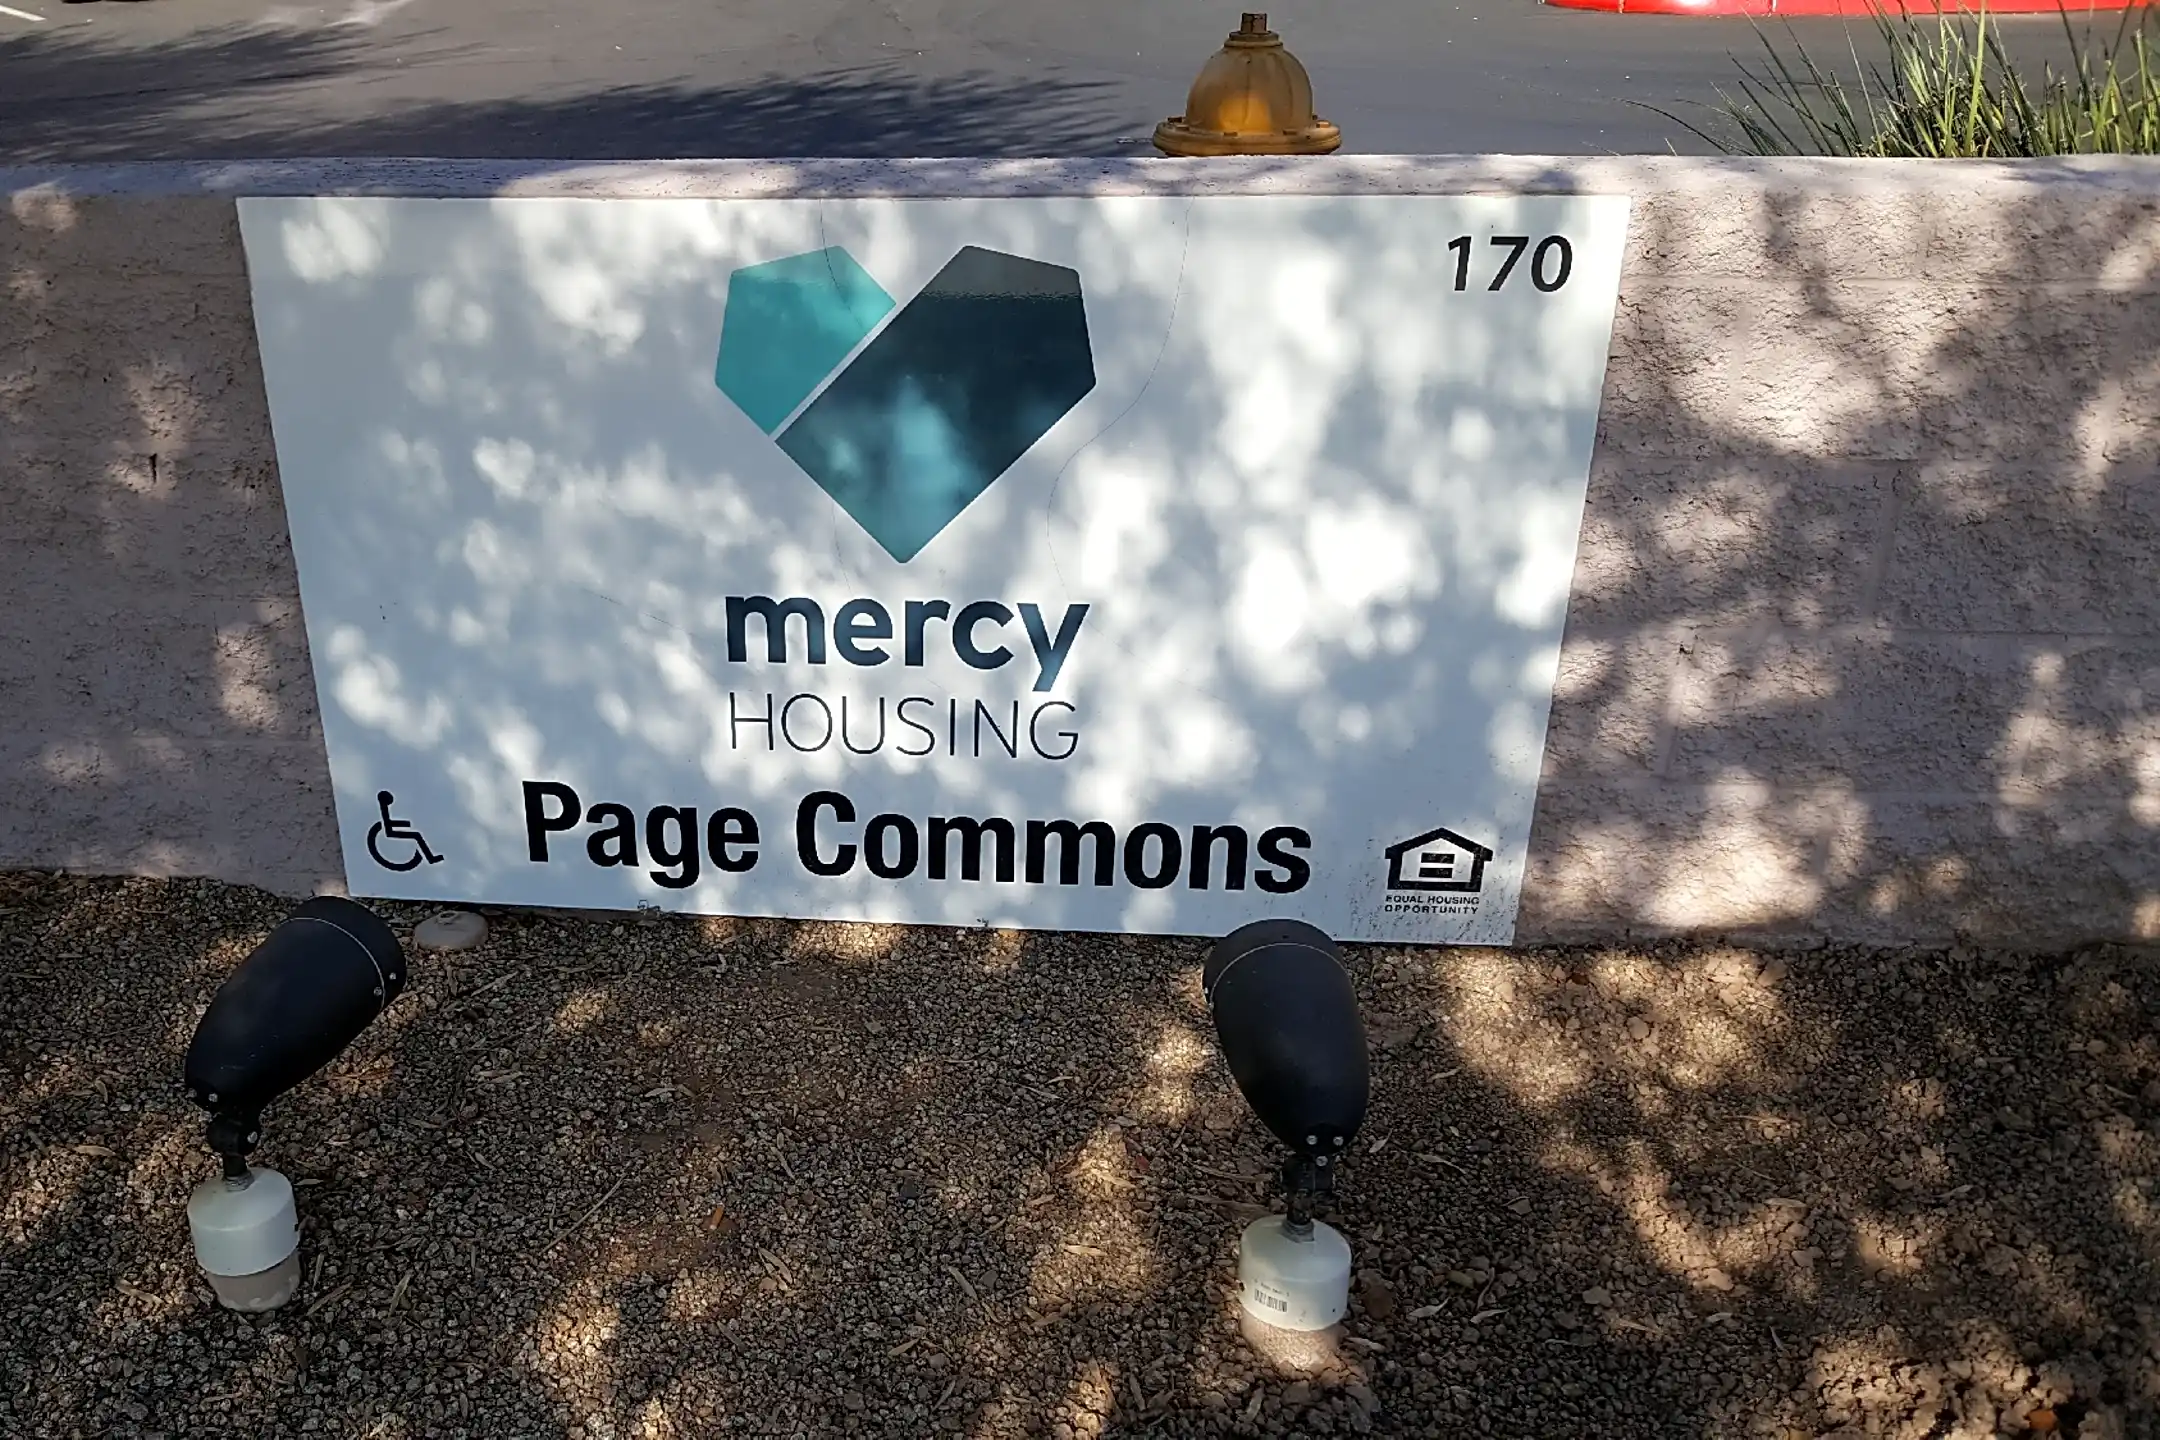 170
mercy
HOUSING
Page Commons
EQUAL HOUSING
OPPORTUNITY